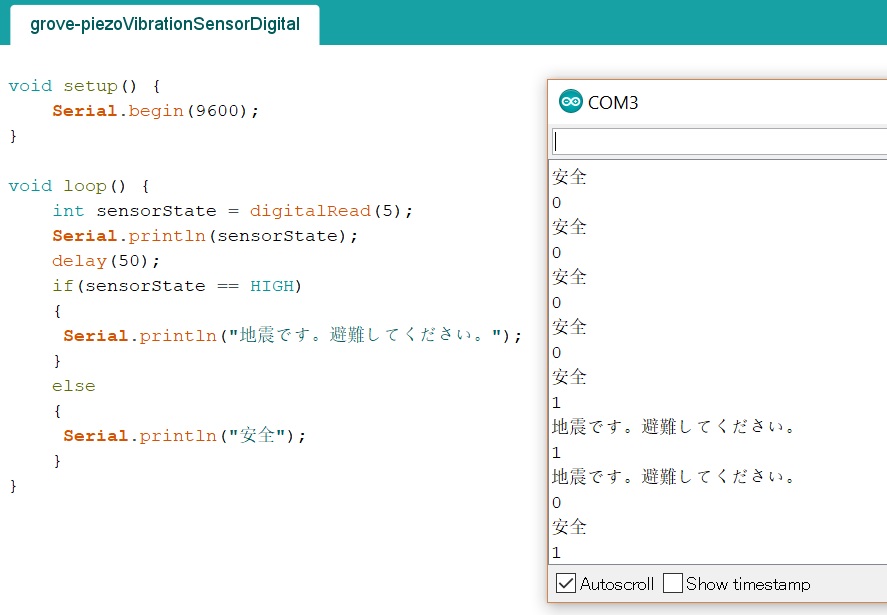 grove-piezoVibrationSensorDigital
void setup() {
Serial.begin(9600);
}
void loop() {
int sensorState = digitalRead(5);
Serial.println(sensorState);
delay(50);
if(sensorState == HIGH)
{
Serial.println("地震です。避難してください。");
}
else
{
Serial.println("安全");
}
}
COM3
安全
0
安全
0
安全
0
安全
0
安全
1
地震です。避難してください。
1
地震です。避難してください。
0
安全
1
Autoscroll Show timestamp